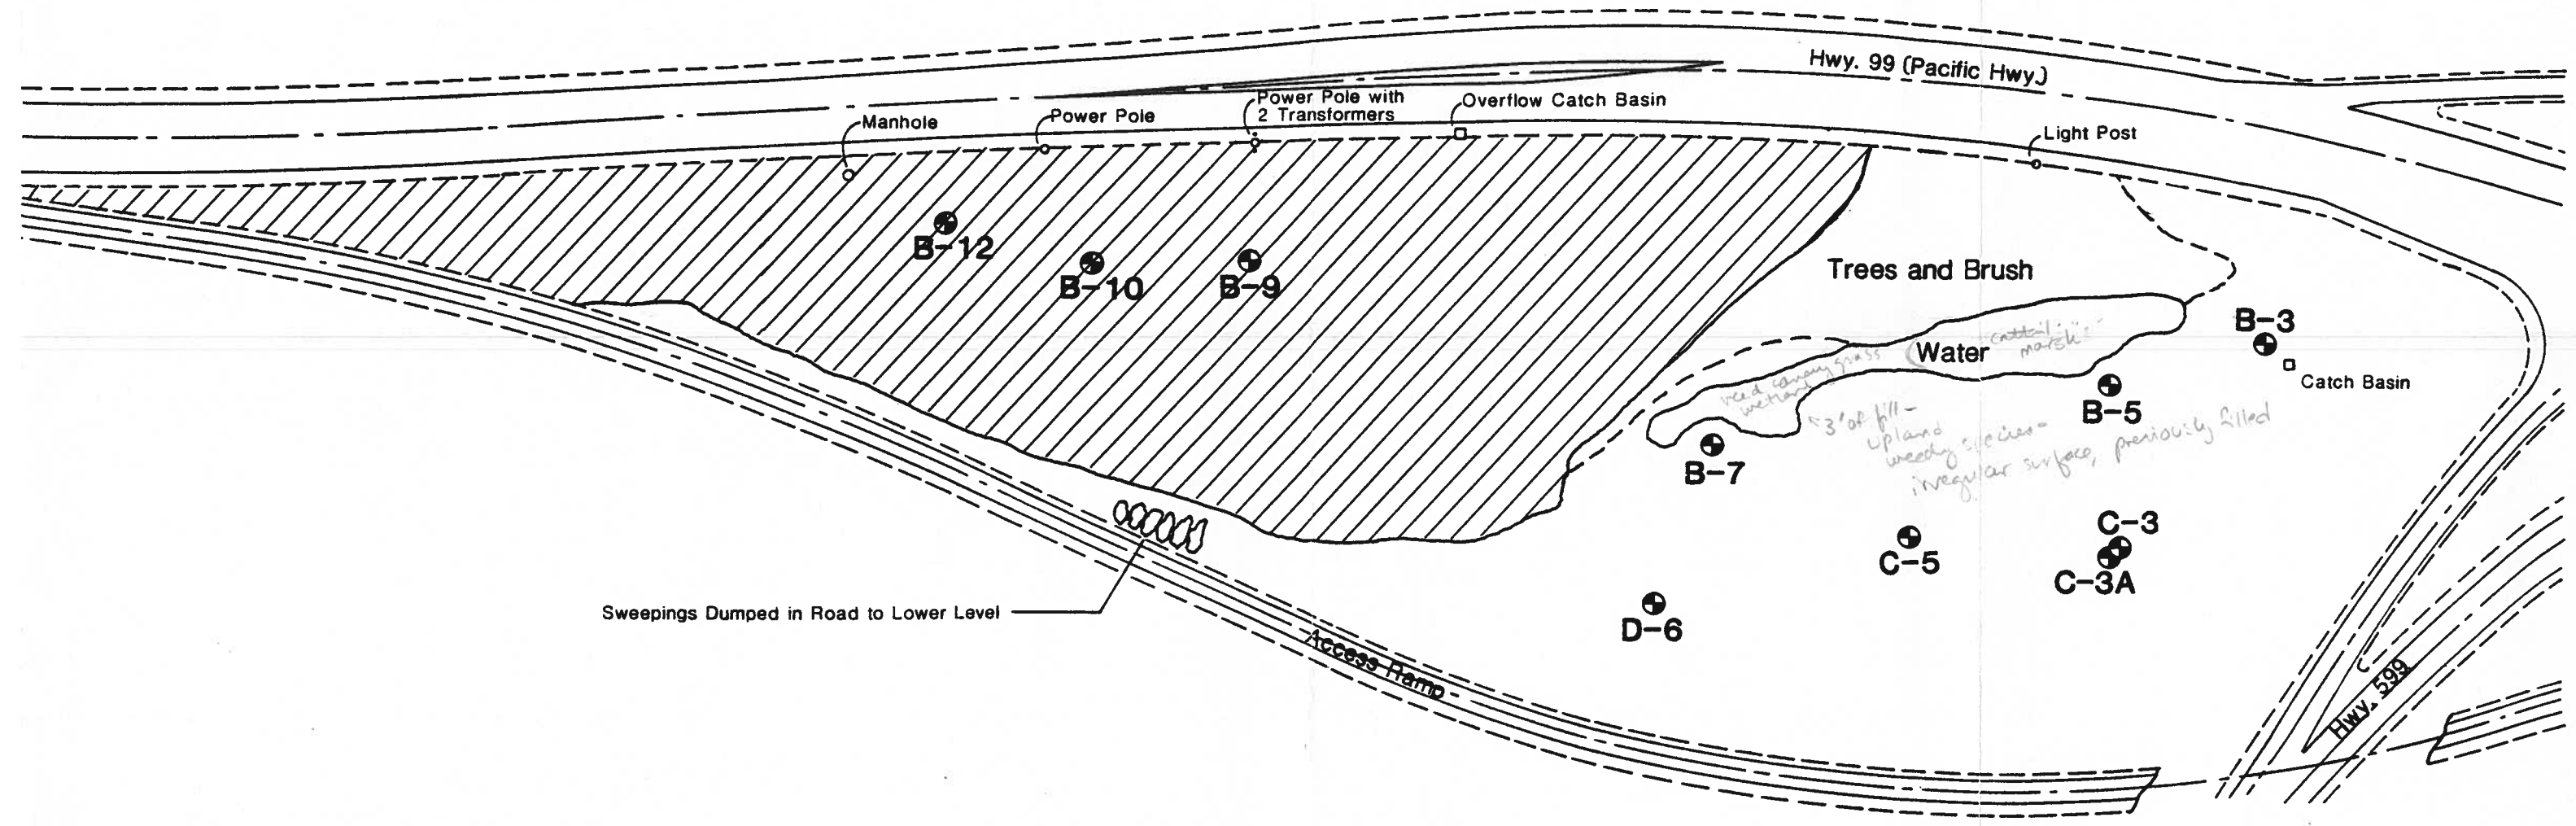 Hwy. 99 (Pacific Hwy.)
Manhole
Power Pole
Power Pole with
2 Transformers
Overflow Catch Basin
Light Post
B-12
B-10
B-9
Trees and Brush
B-3
Catch Basin
cattail
marsh
Water
reed canary grass
wetland
B-5
3' of fill -
upland
weedy species -
irregular surface, previously filled
B-7
C-3
C-5
C-3A
D-6
Sweepings Dumped in Road to Lower Level
Access Ramp
Hwy. 599